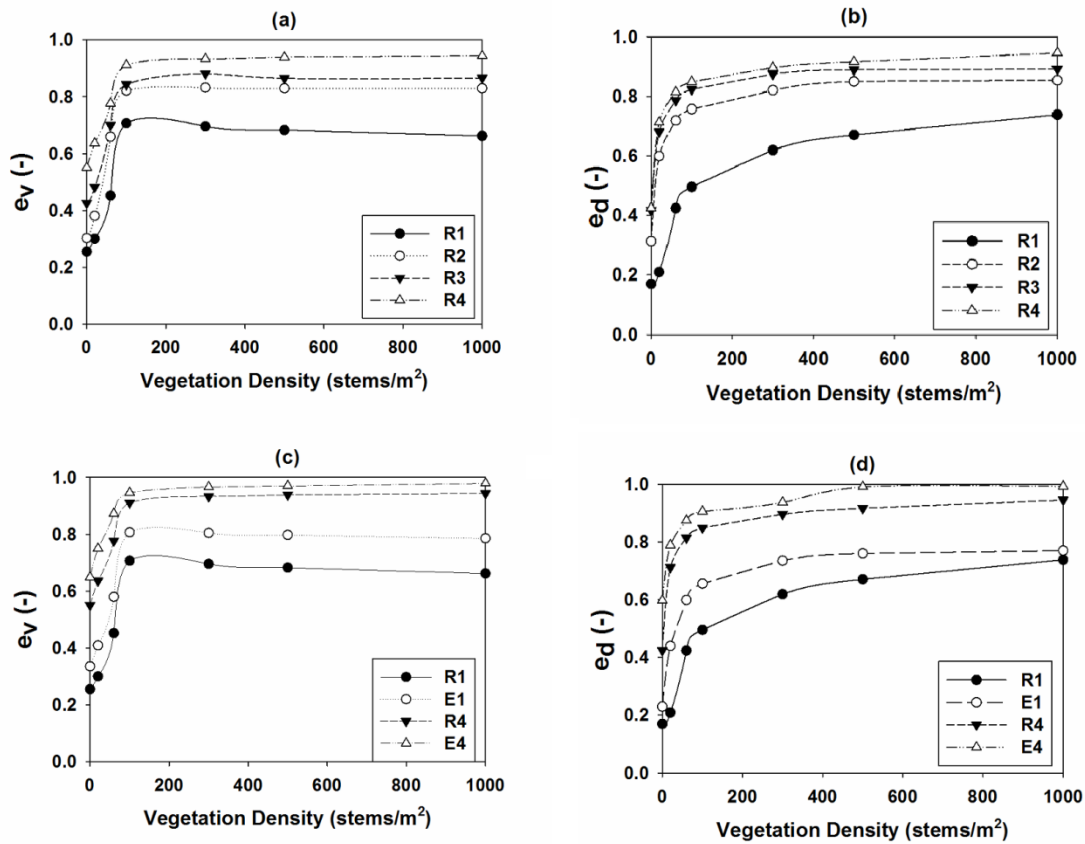 (a)
1.0
0.8
0.6
0.4
0.2
0.0
e_v (-)
R1
R2
R3
R4
0 200 400 600 800 1000
Vegetation Density (stems/m²)
(b)
1.0
0.8
0.6
0.4
0.2
0.0
e_d (-)
R1
R2
R3
R4
0 200 400 600 800 1000
Vegetation Density (stems/m²)
(c)
1.0
0.8
0.6
0.4
0.2
0.0
e_v (-)
R1
E1
R4
E4
0 200 400 600 800 1000
Vegetation Density (stems/m²)
(d)
1.0
0.8
0.6
0.4
0.2
0.0
e_d (-)
R1
E1
R4
E4
0 200 400 600 800 1000
Vegetation Density (stems/m²)